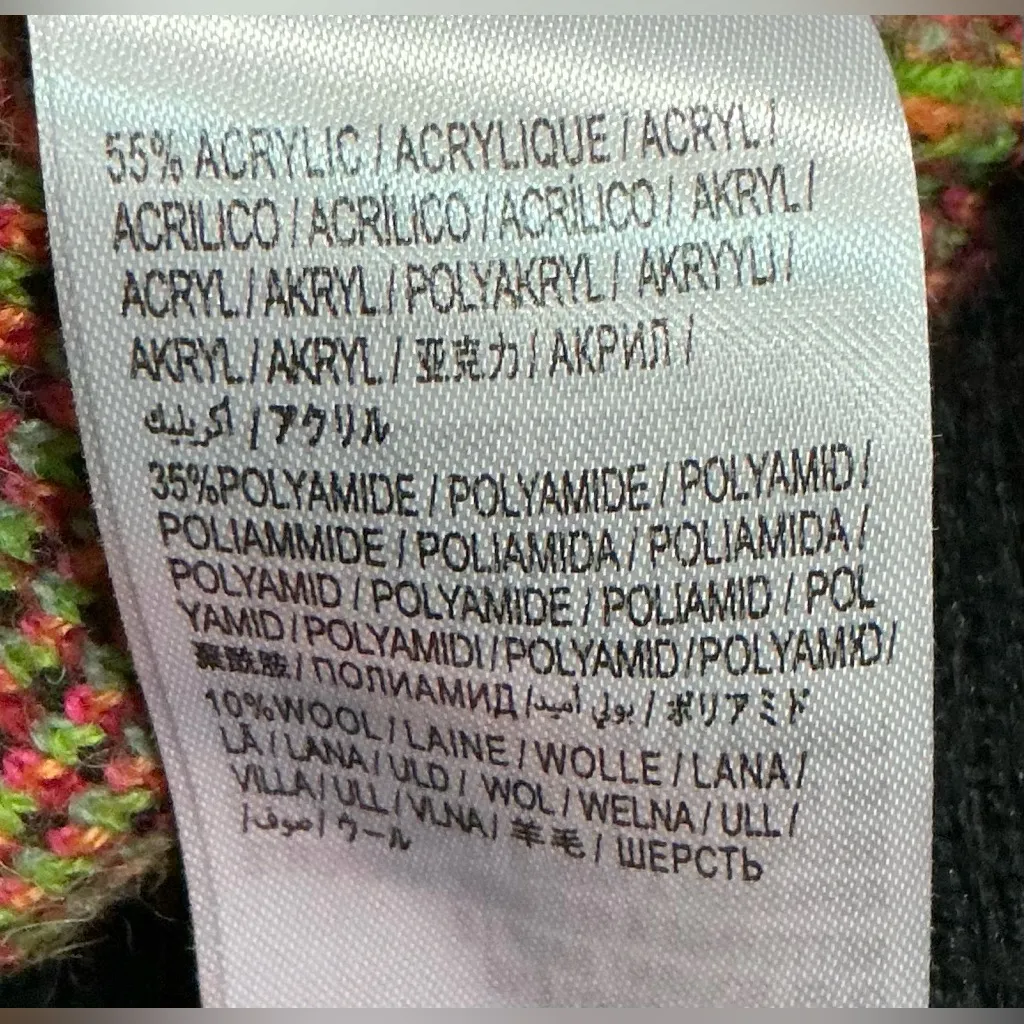 55% ACRYLIC / ACRYLIQUE / ACRYL /
ACRILICO / ACRÍLICO / ACRÍLICO / AKRYL /
ACRYL / AKRYL / POLYAKRYL / AKRYYLI /
AKRYL / AKRYL / 亚克力 / АКРИЛ /
أكريليك / アクリル
35%POLYAMIDE / POLYAMIDE / POLYAMID /
POLIAMMIDE / POLIAMIDA / POLIAMIDA /
POLYAMID / POLYAMIDE / POLIAMID / POL
YAMID / POLYAMIDI / POLYAMID / POLYAMID /
聚酰胺 / ПОЛИАМИД / بولي أميد / ポリアミド
10%WOOL / LAINE / WOLLE / LANA /
LÃ / LANA / ULD / WOL / WELNA / ULL /
VILLA / ULL / VLNA / 羊毛 / ШЕРСТЬ
/ صوف / ウール